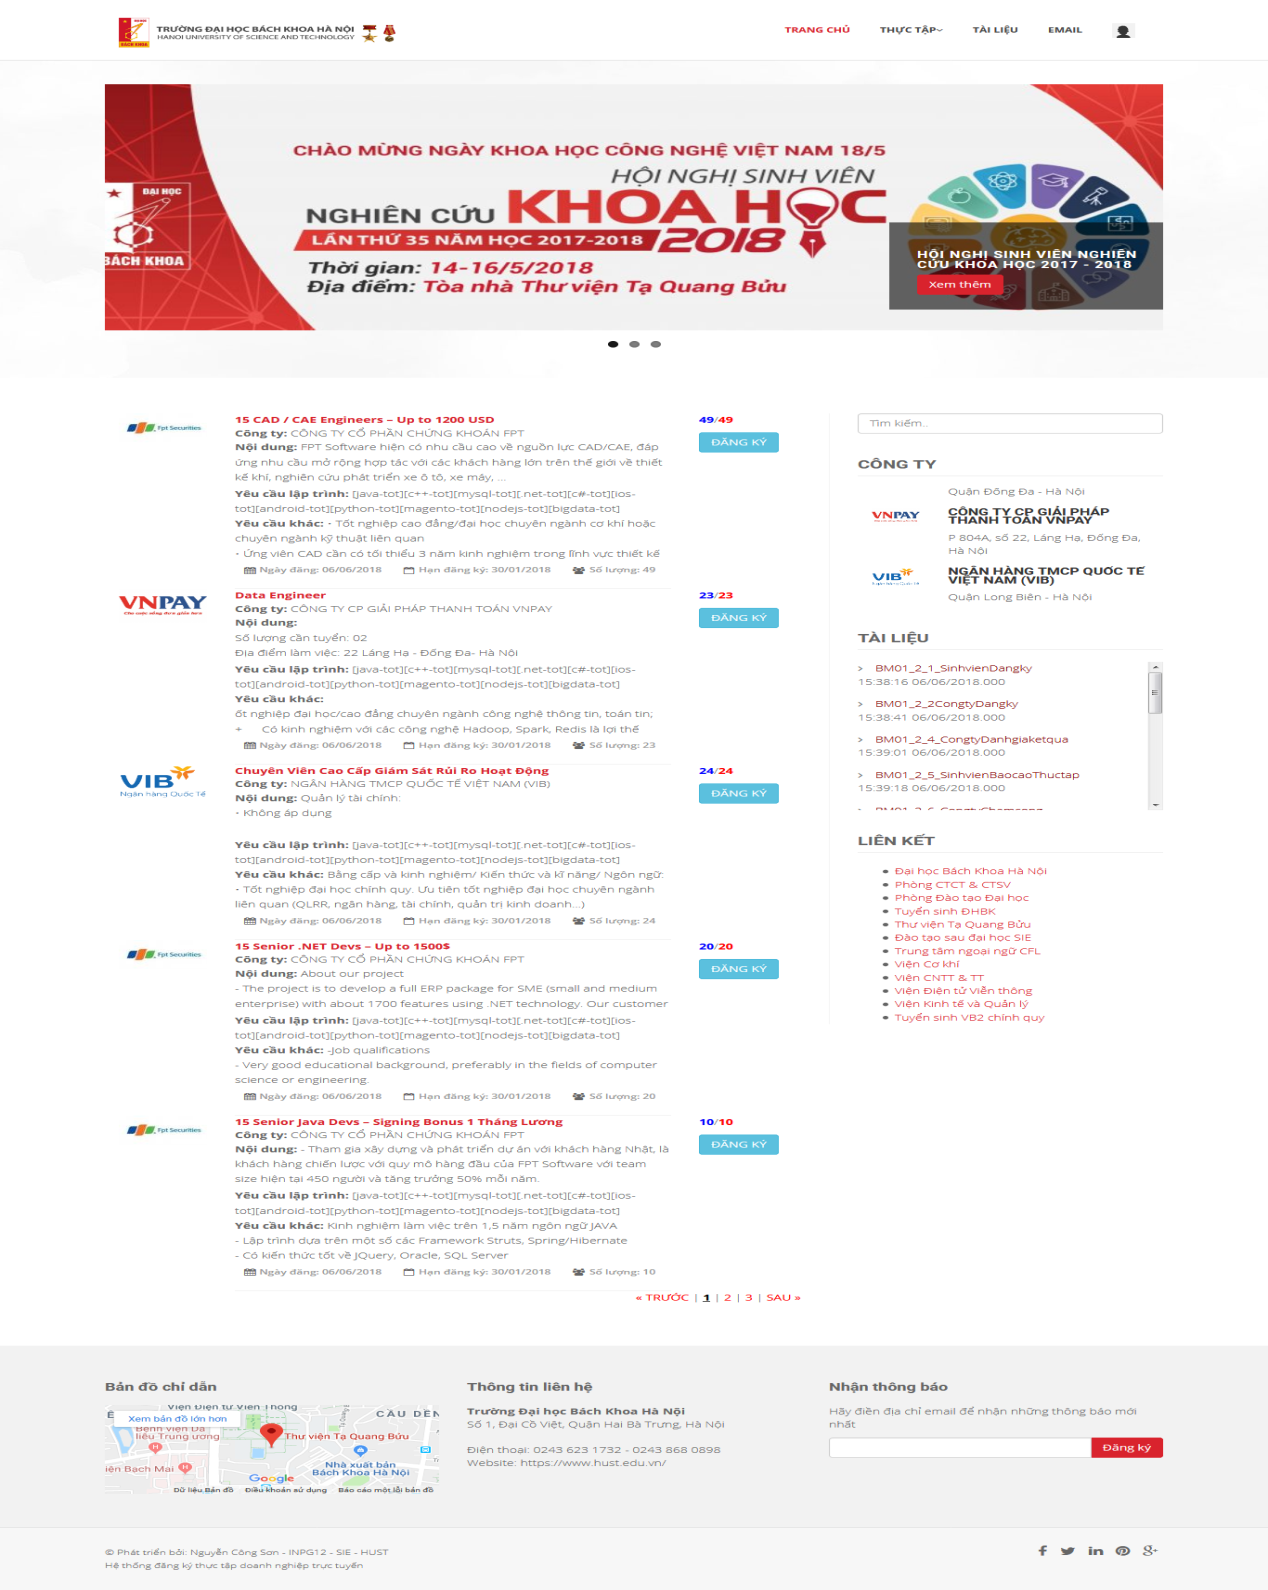 TRƯỜNG ĐẠI HỌC BÁCH KHOA HÀ NỘI
HANOI UNIVERSITY OF SCIENCE AND TECHNOLOGY
BÁCH KHOA
TRANG CHỦ
THỰC TẬP
TÀI LIỆU
EMAIL
CHÀO MỪNG NGÀY KHOA HỌC CÔNG NGHỆ VIỆT NAM 18/5
HỘI NGHỊ SINH VIÊN
NGHIÊN CỨU KHOA HỌC
LẦN THỨ 35 NĂM HỌC 2017-2018 2018
Thời gian: 14-16/5/2018
Địa điểm: Tòa nhà Thư viện Tạ Quang Bửu
ĐẠI HỌC
BÁCH KHOA
HỘI NGHỊ SINH VIÊN NGHIÊN
CỨU KHOA HỌC 2017 - 2018
Xem thêm
Fpt Securities
15 CAD / CAE Engineers – Up to 1200 USD
Công ty: CÔNG TY CỔ PHẦN CHỨNG KHOÁN FPT
Nội dung: FPT Software hiện có nhu cầu cao về nguồn lực CAD/CAE, đáp
ứng nhu cầu mở rộng hợp tác với các khách hàng lớn trên thế giới về thiết
kế khí, nghiên cứu phát triển xe ô tô, xe máy, ...
Yêu cầu lập trình: [java-tot][c++-tot][mysql-tot][.net-tot][c#-tot][ios-
tot][android-tot][python-tot][magento-tot][nodejs-tot][bigdata-tot]
Yêu cầu khác: - Tốt nghiệp cao đẳng/đại học chuyên ngành cơ khí hoặc
chuyên ngành kỹ thuật liên quan
- Ứng viên CAD cần có tối thiểu 3 năm kinh nghiệm trong lĩnh vực thiết kế
Ngày đăng: 06/06/2018 Hạn đăng ký: 30/01/2018 Số lượng: 49
49/49
ĐĂNG KÝ
VNPAY
Data Engineer
Công ty: CÔNG TY CP GIẢI PHÁP THANH TOÁN VNPAY
Nội dung:
Số lượng cần tuyển: 02
Địa điểm làm việc: 22 Láng Hạ - Đống Đa- Hà Nội
Yêu cầu lập trình: [java-tot][c++-tot][mysql-tot][.net-tot][c#-tot][ios-
tot][android-tot][python-tot][magento-tot][nodejs-tot][bigdata-tot]
Yêu cầu khác:
ốt nghiệp đại học/cao đẳng chuyên ngành công nghệ thông tin, toán tin;
+ Có kinh nghiệm với các công nghệ Hadoop, Spark, Redis là lợi thế
Ngày đăng: 06/06/2018 Hạn đăng ký: 30/01/2018 Số lượng: 23
23/23
ĐĂNG KÝ
VIB
Ngân hàng Quốc Tế
Chuyên Viên Cao Cấp Giám Sát Rủi Ro Hoạt Động
Công ty: NGÂN HÀNG TMCP QUỐC TẾ VIỆT NAM (VIB)
Nội dung: Quản lý tài chính:
- Không áp dụng
Yêu cầu lập trình: [java-tot][c++-tot][mysql-tot][.net-tot][c#-tot][ios-
tot][android-tot][python-tot][magento-tot][nodejs-tot][bigdata-tot]
Yêu cầu khác: Bằng cấp và kinh nghiệm/ Kiến thức và kĩ năng/ Ngôn ngữ:
- Tốt nghiệp đại học chính quy. Ưu tiên tốt nghiệp đại học chuyên ngành
liên quan (QLRR, ngân hàng, tài chính, quản trị kinh doanh...)
Ngày đăng: 06/06/2018 Hạn đăng ký: 30/01/2018 Số lượng: 24
24/24
ĐĂNG KÝ
Fpt Securities
15 Senior .NET Devs – Up to 1500$
Công ty: CÔNG TY CỔ PHẦN CHỨNG KHOÁN FPT
Nội dung: About our project
- The project is to develop a full ERP package for SME (small and medium
enterprise) with about 1700 features using .NET technology. Our customer
Yêu cầu lập trình: [java-tot][c++-tot][mysql-tot][.net-tot][c#-tot][ios-
tot][android-tot][python-tot][magento-tot][nodejs-tot][bigdata-tot]
Yêu cầu khác: -Job qualifications
- Very good educational background, preferably in the fields of computer
science or engineering.
Ngày đăng: 06/06/2018 Hạn đăng ký: 30/01/2018 Số lượng: 20
20/20
ĐĂNG KÝ
Fpt Securities
15 Senior Java Devs – Signing Bonus 1 Tháng Lương
Công ty: CÔNG TY CỔ PHẦN CHỨNG KHOÁN FPT
Nội dung: - Tham gia xây dựng và phát triển dự án với khách hàng Nhật, là
khách hàng chiến lược với quy mô hàng đầu của FPT Software với team
size hiện tại 450 người và tăng trưởng 50% mỗi năm.
Yêu cầu lập trình: [java-tot][c++-tot][mysql-tot][.net-tot][c#-tot][ios-
tot][android-tot][python-tot][magento-tot][nodejs-tot][bigdata-tot]
Yêu cầu khác: Kinh nghiệm làm việc trên 1,5 năm ngôn ngữ JAVA
- Lập trình dựa trên một số các Framework Struts, Spring/Hibernate
- Có kiến thức tốt về JQuery, Oracle, SQL Server
Ngày đăng: 06/06/2018 Hạn đăng ký: 30/01/2018 Số lượng: 10
10/10
ĐĂNG KÝ
« TRƯỚC | 1 | 2 | 3 | SAU »
Tìm kiếm..
CÔNG TY
Quận Đống Đa - Hà Nội
VNPAY
CÔNG TY CP GIẢI PHÁP
THANH TOÁN VNPAY
P 804A, số 22, Láng Hạ, Đống Đa,
Hà Nội
VIB
NGÂN HÀNG TMCP QUỐC TẾ
VIỆT NAM (VIB)
Quận Long Biên - Hà Nội
TÀI LIỆU
> BM01_2_1_SinhvienDangky
15:38:16 06/06/2018.000
> BM01_2_2CongtyDangky
15:38:41 06/06/2018.000
> BM01_2_4_CongtyDanhgiaketqua
15:39:01 06/06/2018.000
> BM01_2_5_SinhvienBaocaoThuctap
15:39:18 06/06/2018.000
> BM01_2_6_CongtyChamcong
LIÊN KẾT
Đại học Bách Khoa Hà Nội
Phòng CTCT & CTSV
Phòng Đào tạo Đại học
Tuyển sinh ĐHBK
Thư viện Tạ Quang Bửu
Đào tạo sau đại học SIE
Trung tâm ngoại ngữ CFL
Viện Cơ khí
Viện CNTT & TT
Viện Điện tử Viễn thông
Viện Kinh tế và Quản lý
Tuyển sinh VB2 chính quy
Bản đồ chỉ dẫn
Viện Điện tử Viễn Thông
CẦU DỀN
Xem bản đồ lớn hơn
Bệnh viện Da
liễu Trung ương
Thư viện Tạ Quang Bửu
Nhà xuất bản
Bách Khoa Hà Nội
iện Bạch Mai
Google
Dữ liệu Bản đồ Điều khoản sử dụng Báo cáo một lỗi bản đồ
Thông tin liên hệ
Trường Đại học Bách Khoa Hà Nội
Số 1, Đại Cồ Việt, Quận Hai Bà Trưng, Hà Nội
Điện thoại: 0243 623 1732 - 0243 868 0898
Website: https://www.hust.edu.vn/
Nhận thông báo
Hãy điền địa chỉ email để nhận những thông báo mới
nhất
Đăng ký
© Phát triển bởi: Nguyễn Công Sơn - INPG12 - SIE - HUST
Hệ thống đăng ký thực tập doanh nghiệp trực tuyến